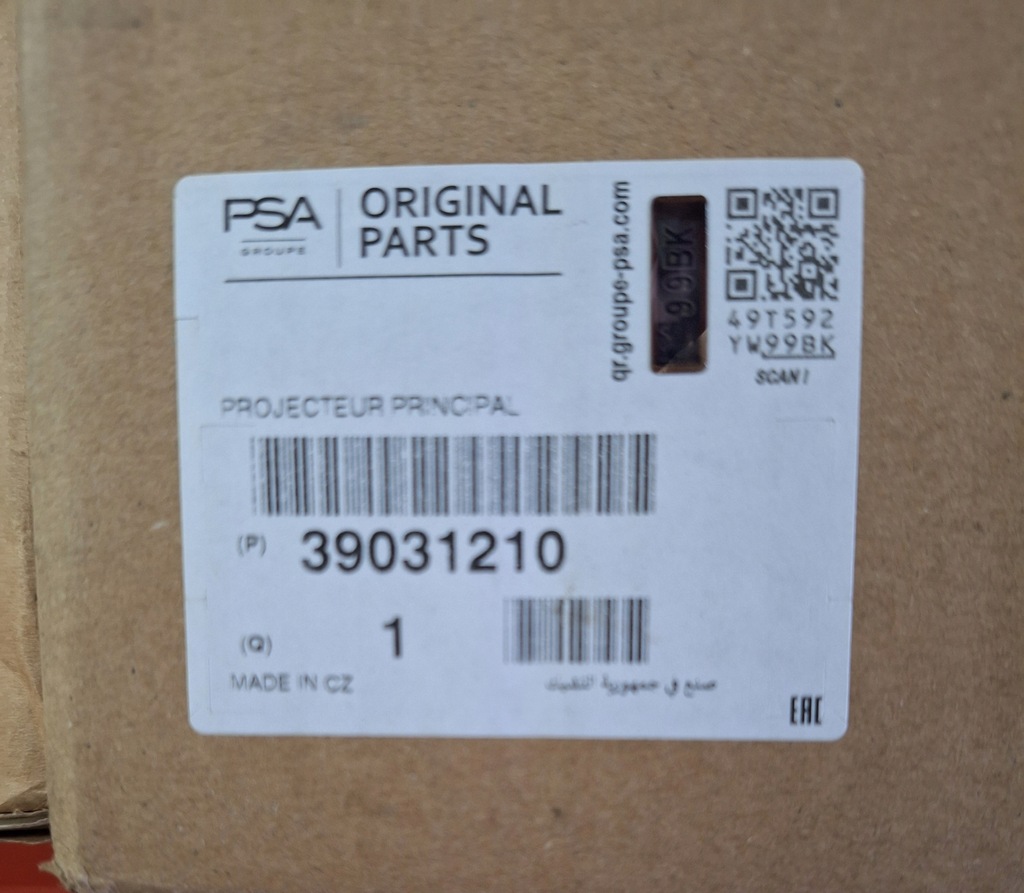 PSA
GROUPE
ORIGINAL
PARTS
qr.groupe-psa.com
99BK
49T592
YW99BK
SCAN!
PROJECTEUR PRINCIPAL
(P) 39031210
(Q) 1
MADE IN CZ
صنع في جمهورية التشيك
EAC